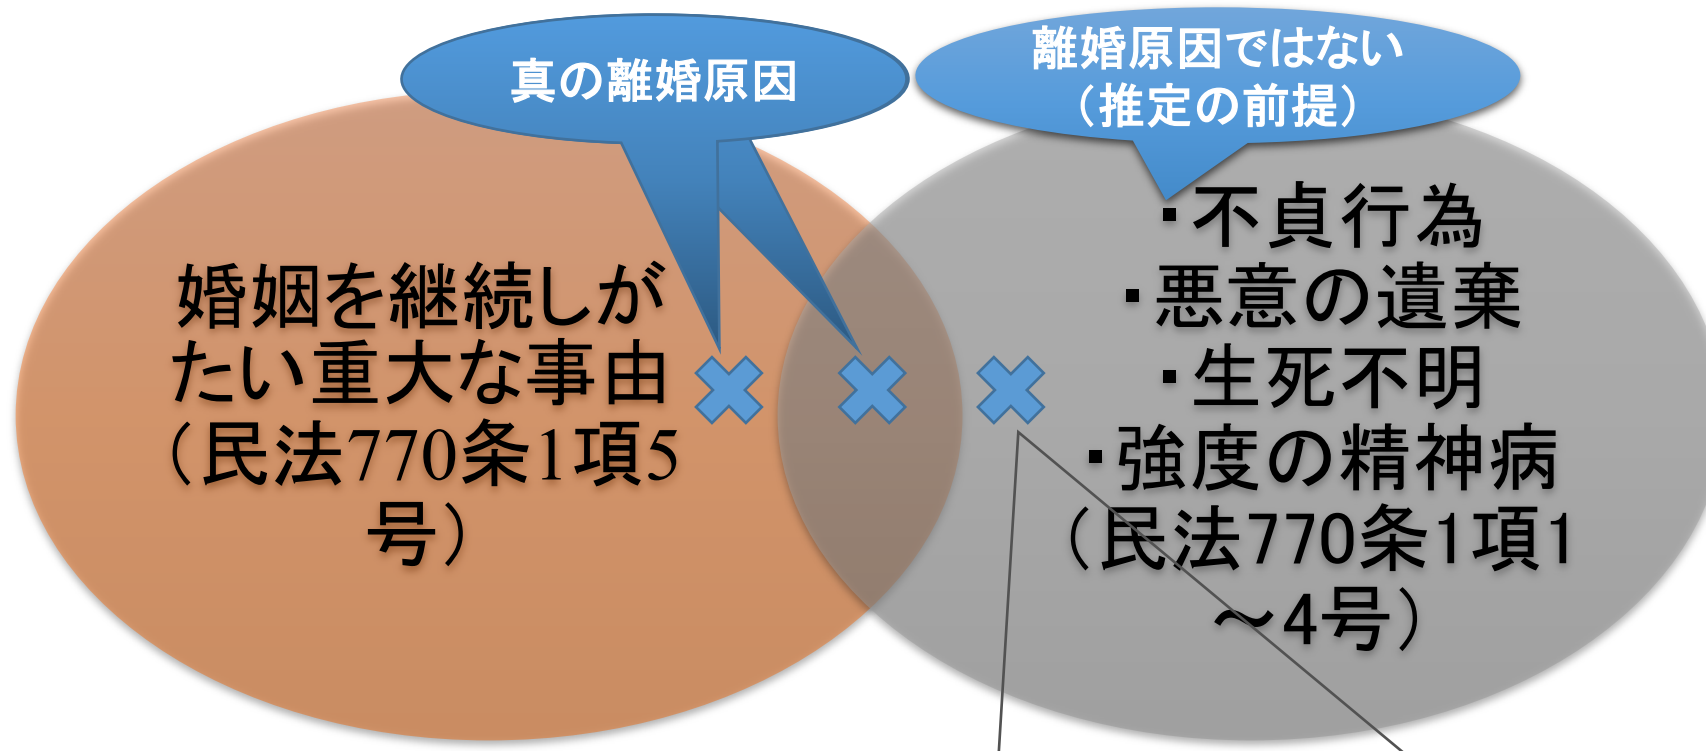 真の離婚原因
離婚原因ではない
（推定の前提）
婚姻を継続しが
たい重大な事由
（民法770条1項5
号）
・不貞行為
・悪意の遺棄
・生死不明
・強度の精神病
（民法770条1項1
～4号）